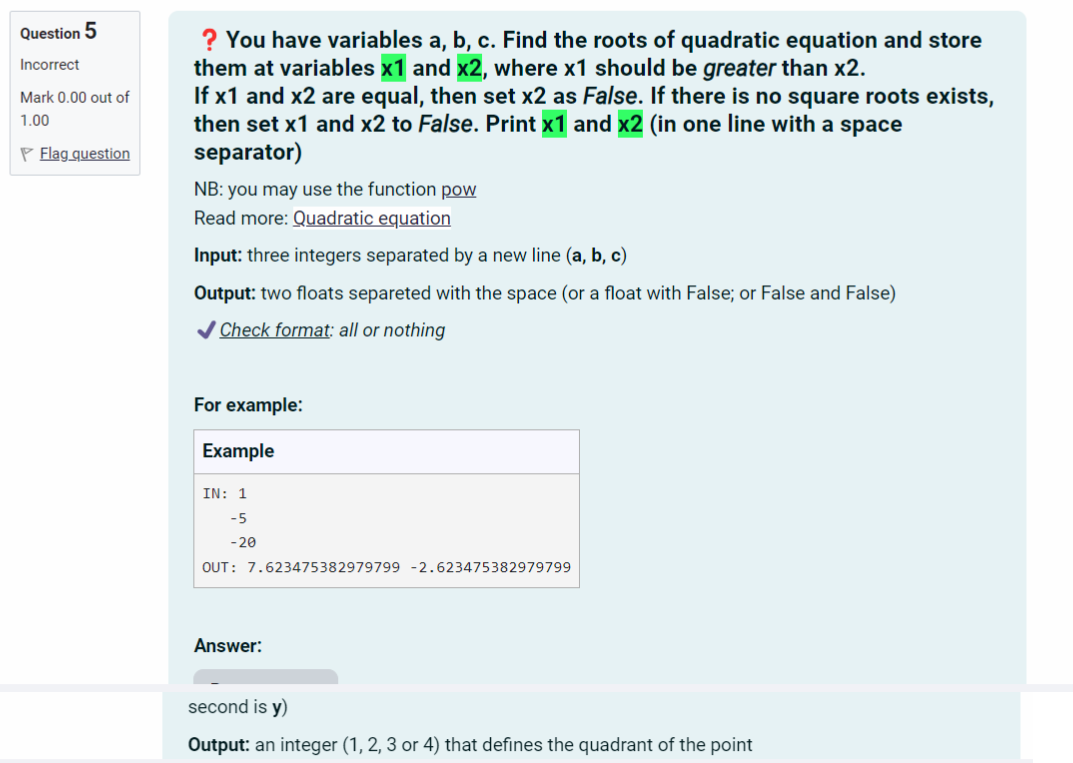 Question 5
Incorrect
Mark 0.00 out of
1.00
Flag question
❓ You have variables a, b, c. Find the roots of quadratic equation and store
them at variables x1 and x2, where x1 should be greater than x2.
If x1 and x2 are equal, then set x2 as False. If there is no square roots exists,
then set x1 and x2 to False. Print x1 and x2 (in one line with a space
separator)
NB: you may use the function pow
Read more: Quadratic equation
Input: three integers separated by a new line (a, b, c)
Output: two floats separeted with the space (or a float with False; or False and False)
✔ Check format: all or nothing
For example:
Example
IN: 1
-5
-20
OUT: 7.623475382979799 -2.623475382979799
Answer:
second is y)
Output: an integer (1, 2, 3 or 4) that defines the quadrant of the point